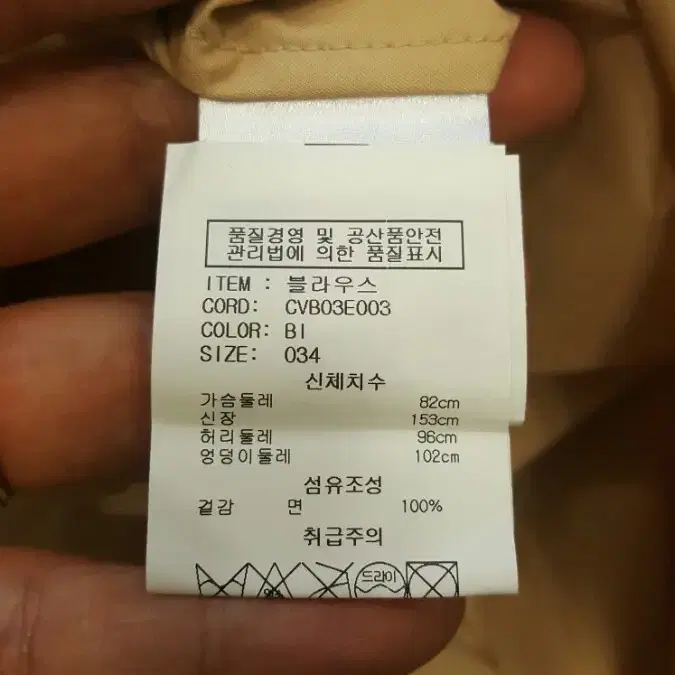 품질경영 및 공산품안전
관리법에 의한 품질표시
ITEM : 블라우스
CORD: CVB03E003
COLOR: BI
SIZE: 034
신체치수
가슴둘레 82cm
신장 153cm
허리둘레 96cm
엉덩이둘레 102cm
섬유조성
겉감 면 100%
취급주의
드라이